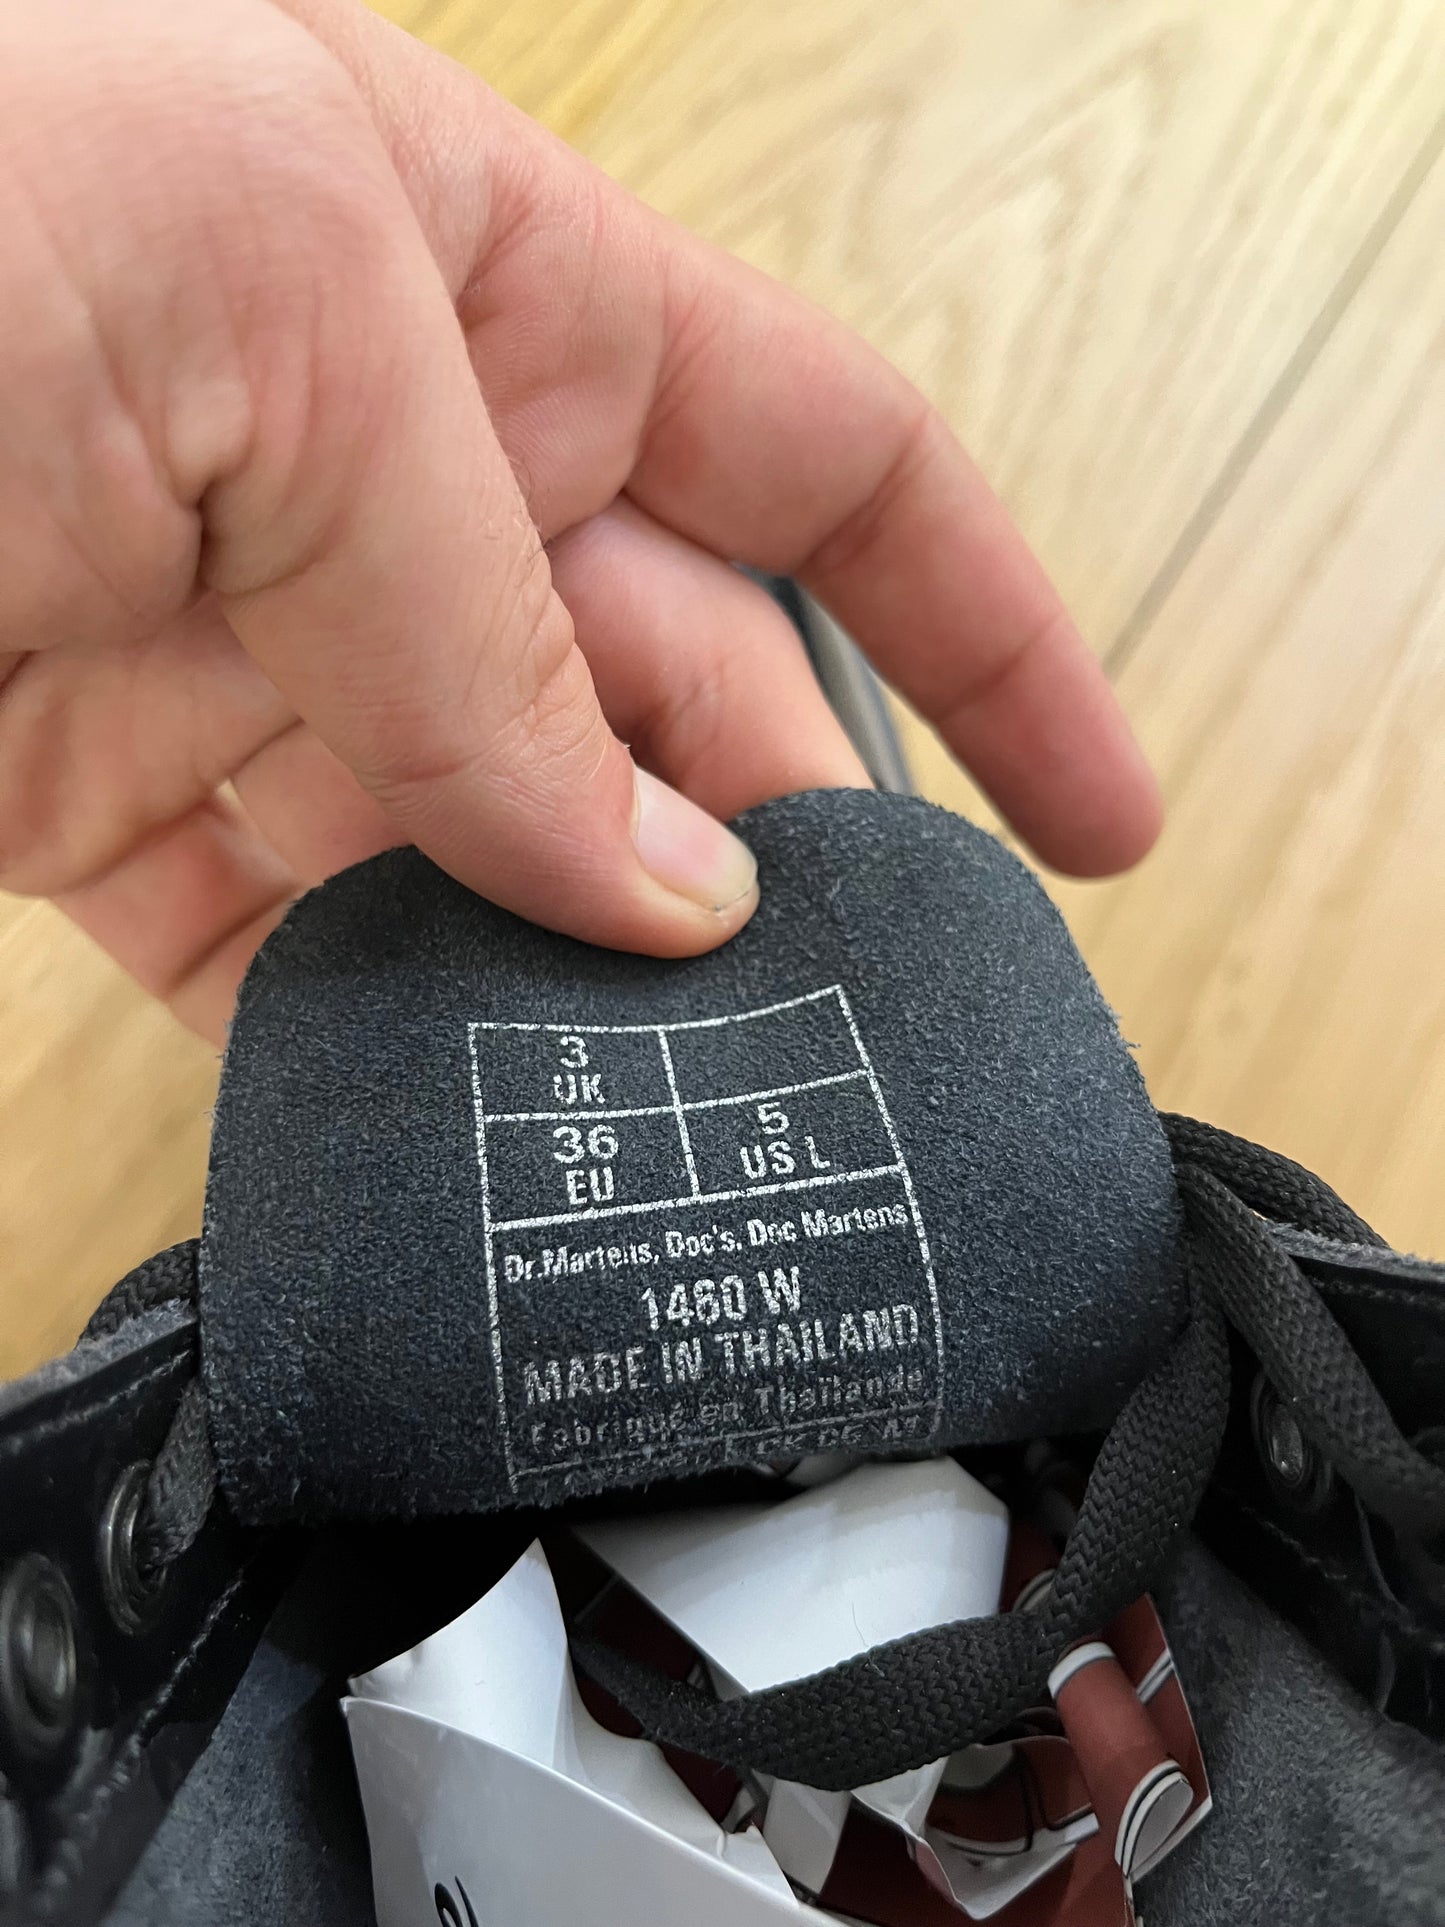 3
UK
36
EU
5
US L
Dr.Martens, Doc's, Doc Martens
1460 W
MADE IN THAILAND
Fabriqué en Thaïlande